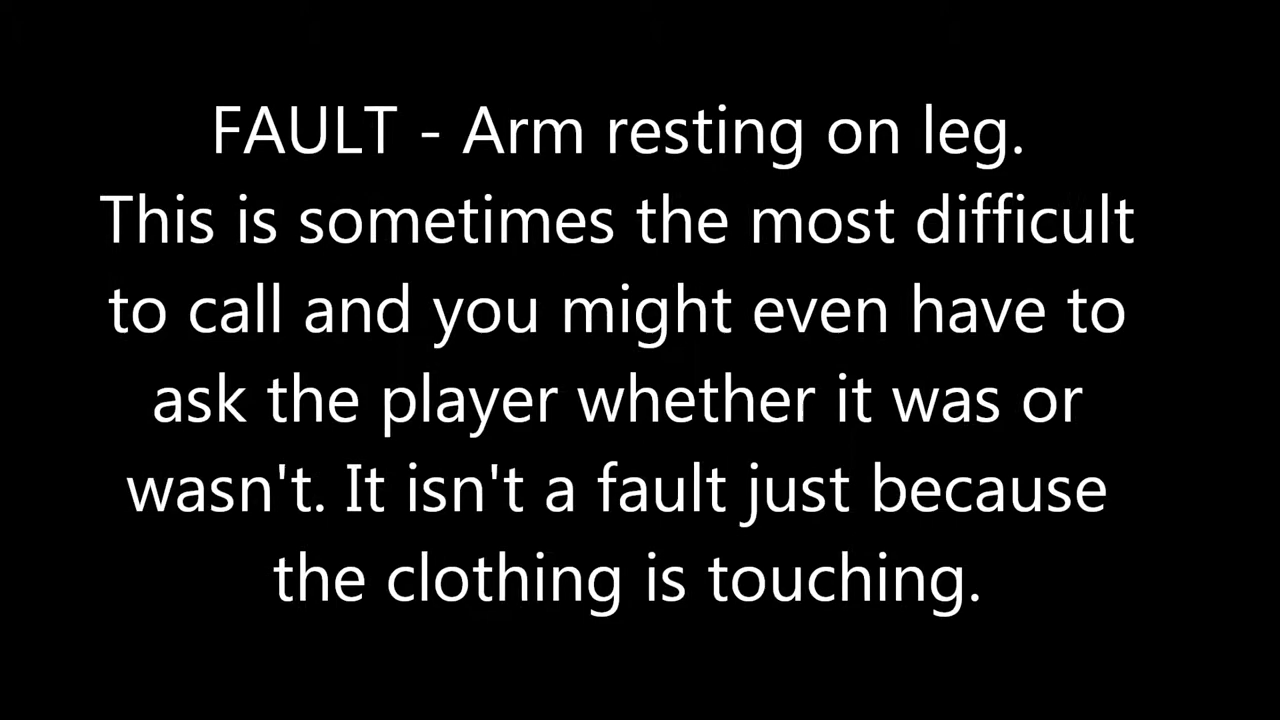 FAULT - Arm resting on leg.
This is sometimes the most difficult
to call and you might even have to
ask the player whether it was or
wasn't. It isn't a fault just because
the clothing is touching.